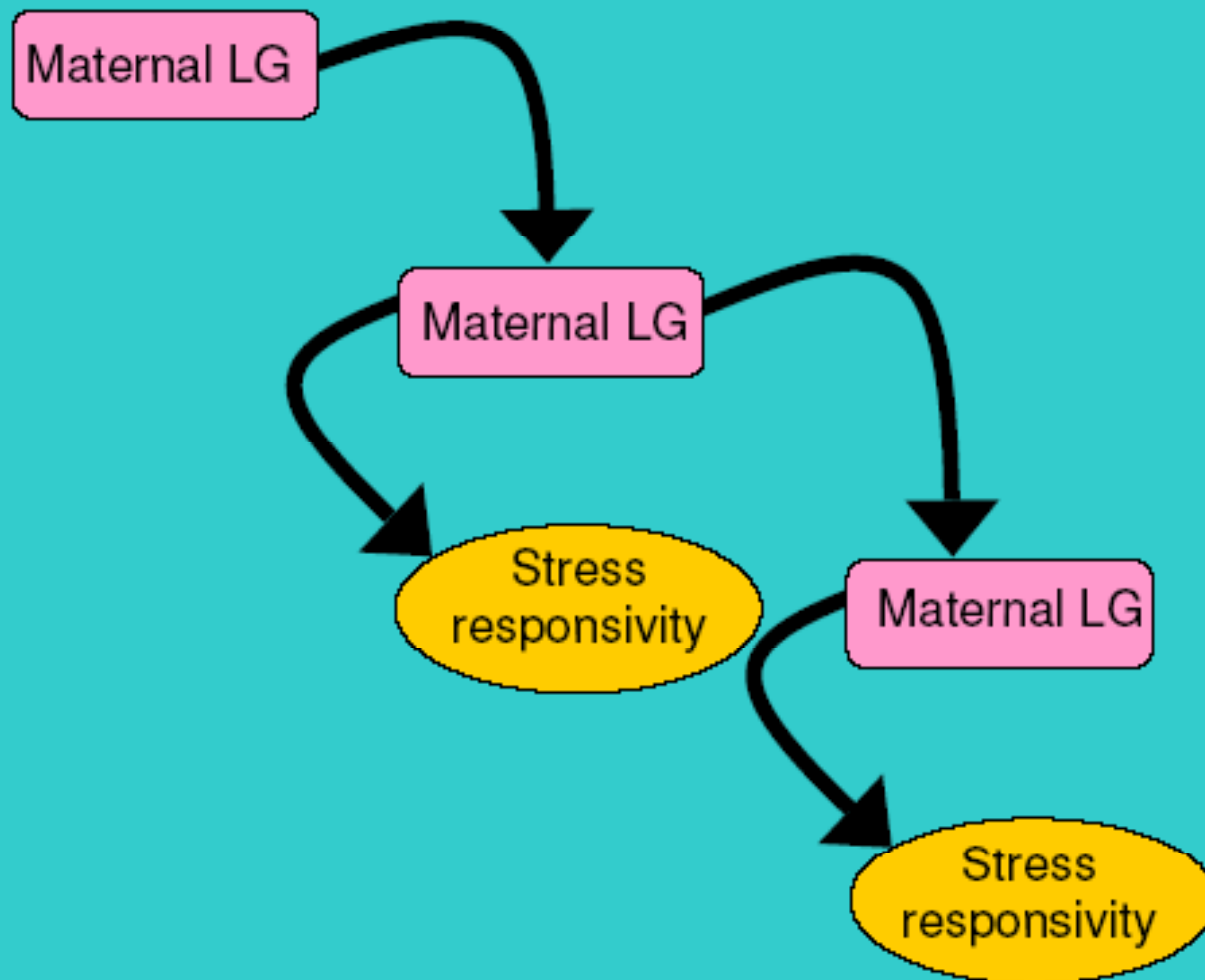 Maternal LG
Maternal LG
Stress
responsivity
Maternal LG
Stress
responsivity